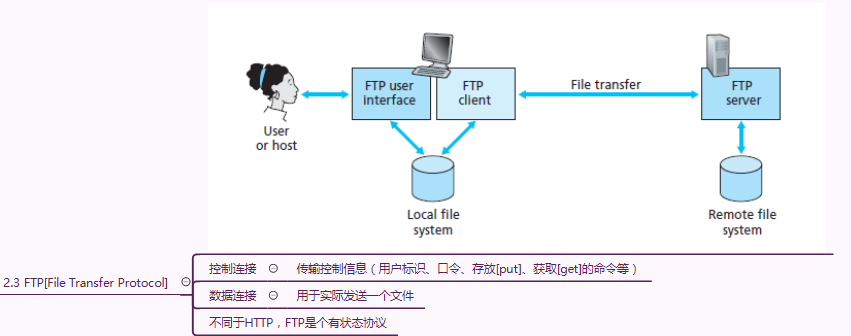 FTP user
interface
FTP
client
File transfer
FTP
server
User
or host
Local file
system
Remote file
system
2.3 FTP[File Transfer Protocol]
控制连接
传输控制信息（用户标识、口令、存放[put]、获取[get]的命令等）
数据连接
用于实际发送一个文件
不同于HTTP，FTP是个有状态协议